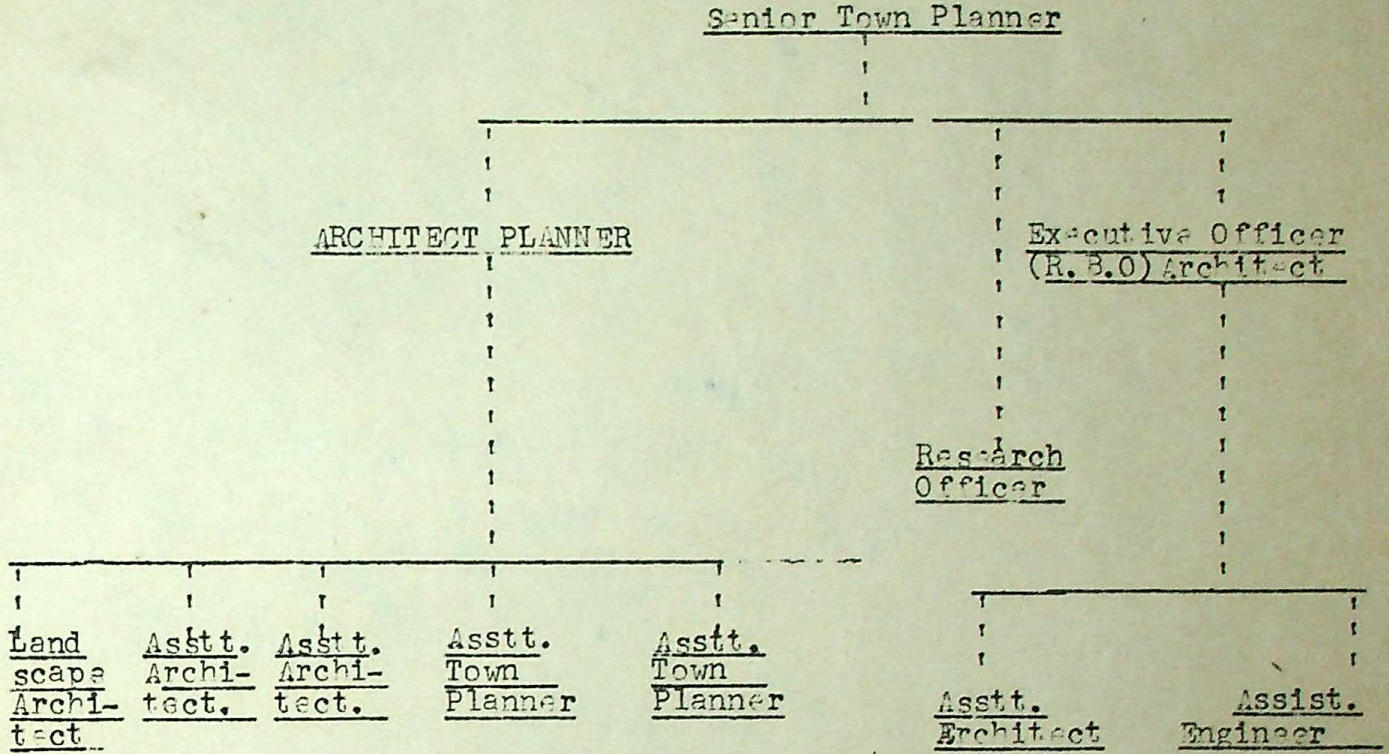 Senior Town Planner
ARCHITECT PLANNER
Executive Officer
(R.B.O) Architect
Research
Officer
Land
scape
Archi-
tect
Asstt.
Archi-
tect.
Asstt.
Archi-
tect.
Asstt.
Town
Planner
Asstt.
Town
Planner
Asstt.
Erchitect
Assist.
Engineer